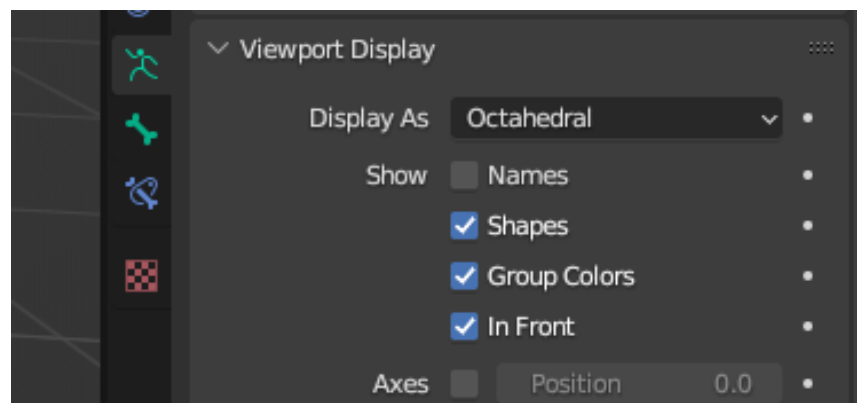 Viewport Display
Display As Octahedral
Show Names
Shapes
Group Colors
In Front
Axes Position 0.0